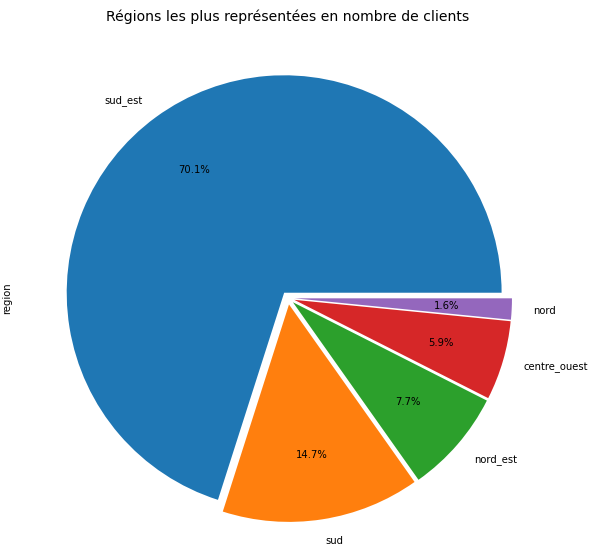 Régions les plus représentées en nombre de clients
sud_est
70.1%
region
1.6%
nord
5.9%
centre_ouest
7.7%
nord_est
14.7%
sud